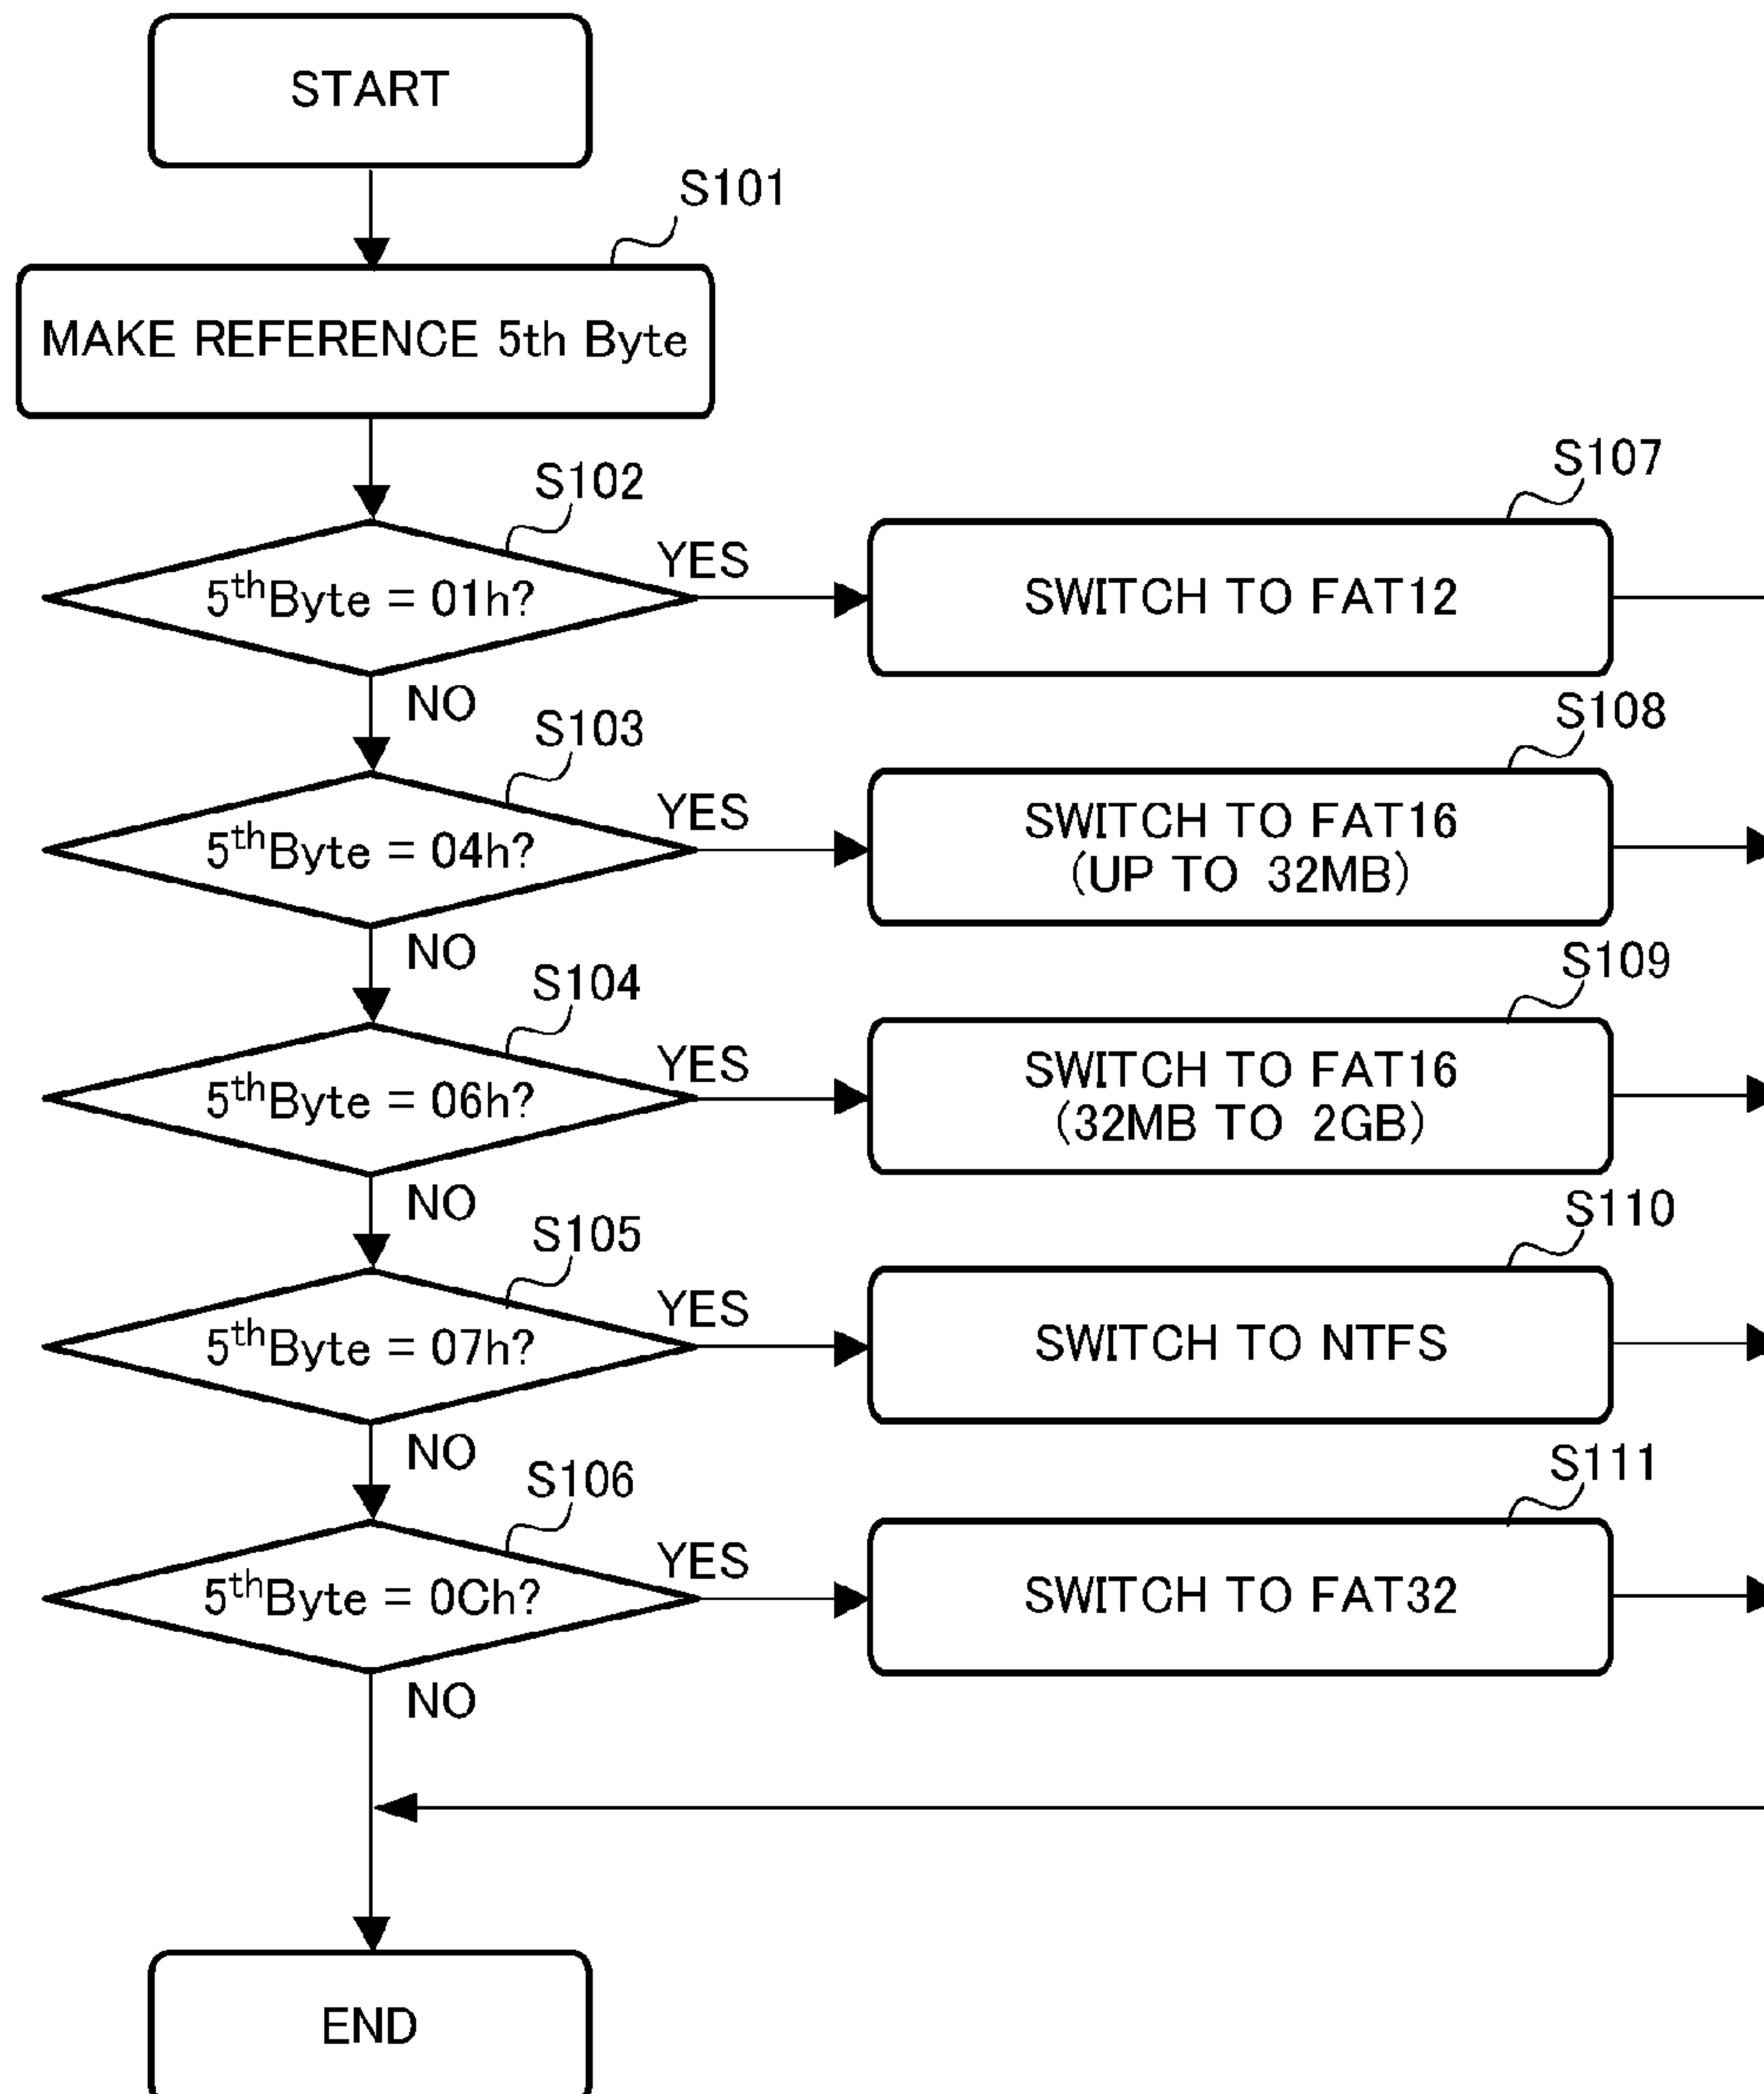 START
S101
MAKE REFERENCE 5th Byte
S102
S107
5thByte = 01h?
YES
SWITCH TO FAT12
NO
S103
S108
5thByte = 04h?
YES
SWITCH TO FAT16
(UP TO 32MB)
NO
S104
S109
5thByte = 06h?
YES
SWITCH TO FAT16
(32MB TO 2GB)
NO
S105
S110
5thByte = 07h?
YES
SWITCH TO NTFS
NO
S106
S111
5thByte = 0Ch?
YES
SWITCH TO FAT32
NO
END